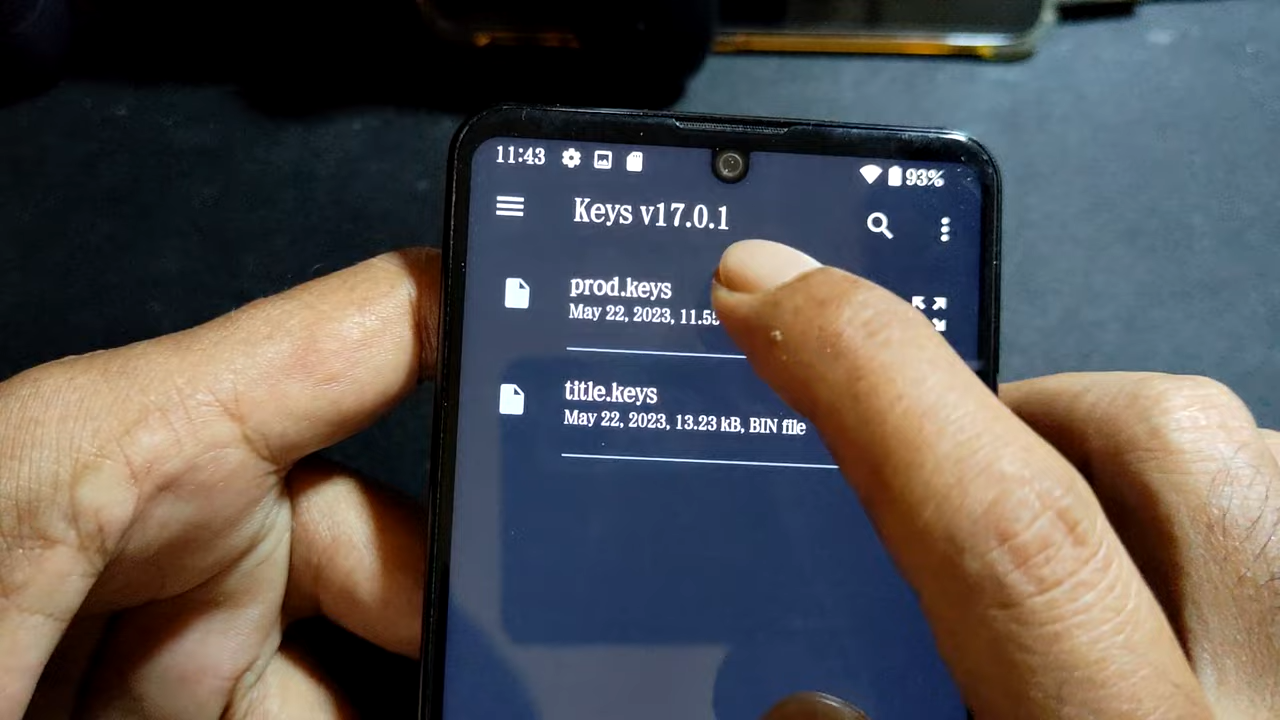 11:43
93%
Keys v17.0.1
prod.keys
May 22, 2023, 11.55
title.keys
May 22, 2023, 13.23 kB, BIN file